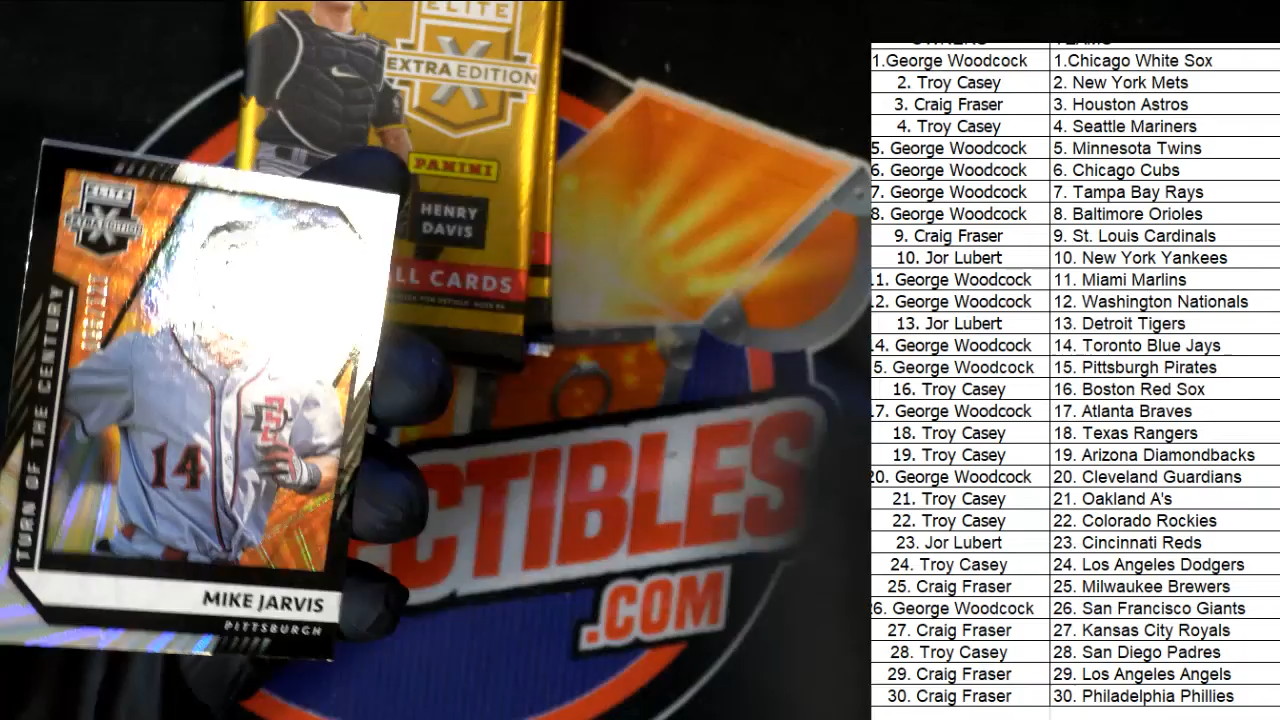 ELITE
X
EXTRA EDITION
PANINI
HENRY
DAVIS
LL CARDS
ELITE
X
EXTRA EDITION
TURN OF THE CENTURY
14
MIKE JARVIS
PITTSBURGH
CTIBLES
.COM
OWNERS TEAMS
1.George Woodcock 1.Chicago White Sox
2. Troy Casey 2. New York Mets
3. Craig Fraser 3. Houston Astros
4. Troy Casey 4. Seattle Mariners
5. George Woodcock 5. Minnesota Twins
6. George Woodcock 6. Chicago Cubs
7. George Woodcock 7. Tampa Bay Rays
8. George Woodcock 8. Baltimore Orioles
9. Craig Fraser 9. St. Louis Cardinals
10. Jor Lubert 10. New York Yankees
11. George Woodcock 11. Miami Marlins
12. George Woodcock 12. Washington Nationals
13. Jor Lubert 13. Detroit Tigers
14. George Woodcock 14. Toronto Blue Jays
5. George Woodcock 15. Pittsburgh Pirates
16. Troy Casey 16. Boston Red Sox
17. George Woodcock 17. Atlanta Braves
18. Troy Casey 18. Texas Rangers
19. Troy Casey 19. Arizona Diamondbacks
20. George Woodcock 20. Cleveland Guardians
21. Troy Casey 21. Oakland A's
22. Troy Casey 22. Colorado Rockies
23. Jor Lubert 23. Cincinnati Reds
24. Troy Casey 24. Los Angeles Dodgers
25. Craig Fraser 25. Milwaukee Brewers
26. George Woodcock 26. San Francisco Giants
27. Craig Fraser 27. Kansas City Royals
28. Troy Casey 28. San Diego Padres
29. Craig Fraser 29. Los Angeles Angels
30. Craig Fraser 30. Philadelphia Phillies